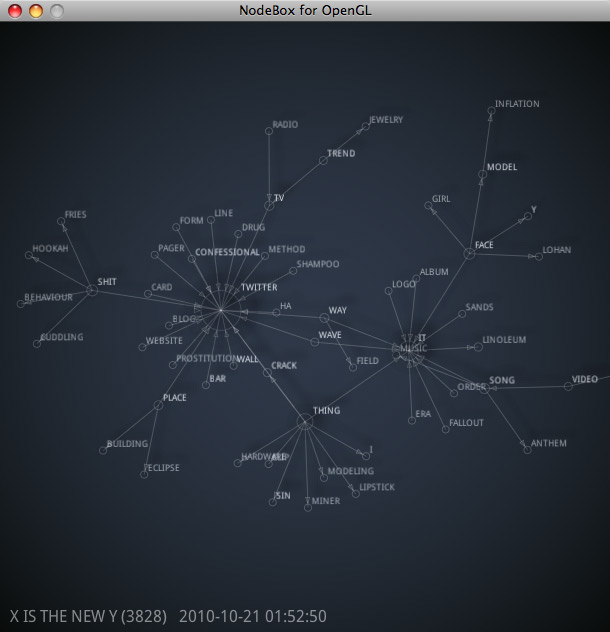 NodeBox for OpenGL
INFLATION
RADIO
JEWELRY
TREND
MODEL
TV
GIRL
Y
FRIES
FORM
LINE
DRUG
HOOKAH
PAGER
CONFESSIONAL
METHOD
FACE
LOHAN
SHAMPOO
ALBUM
SHIT
CARD
TWITTER
LOGO
BEHAVIOUR
HA
WAY
SANDS
BLOG
WEBSITE
WAVE
IT
MUSIC
LINOLEUM
CUDDLING
PROSTITUTION
WALL
CRACK
FIELD
BAR
ORDER
SONG
VIDEO
PLACE
THING
ERA
FALLOUT
BUILDING
ECLIPSE
HARDWARE
I
ANTHEM
MODELING
LIPSTICK
SIN
MINER
X IS THE NEW Y (3828) 2010-10-21 01:52:50